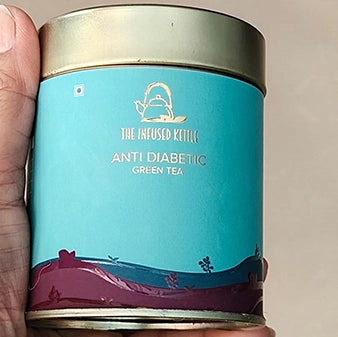 THE INFUSED KETTLE
ANTI DIABETIC
GREEN TEA